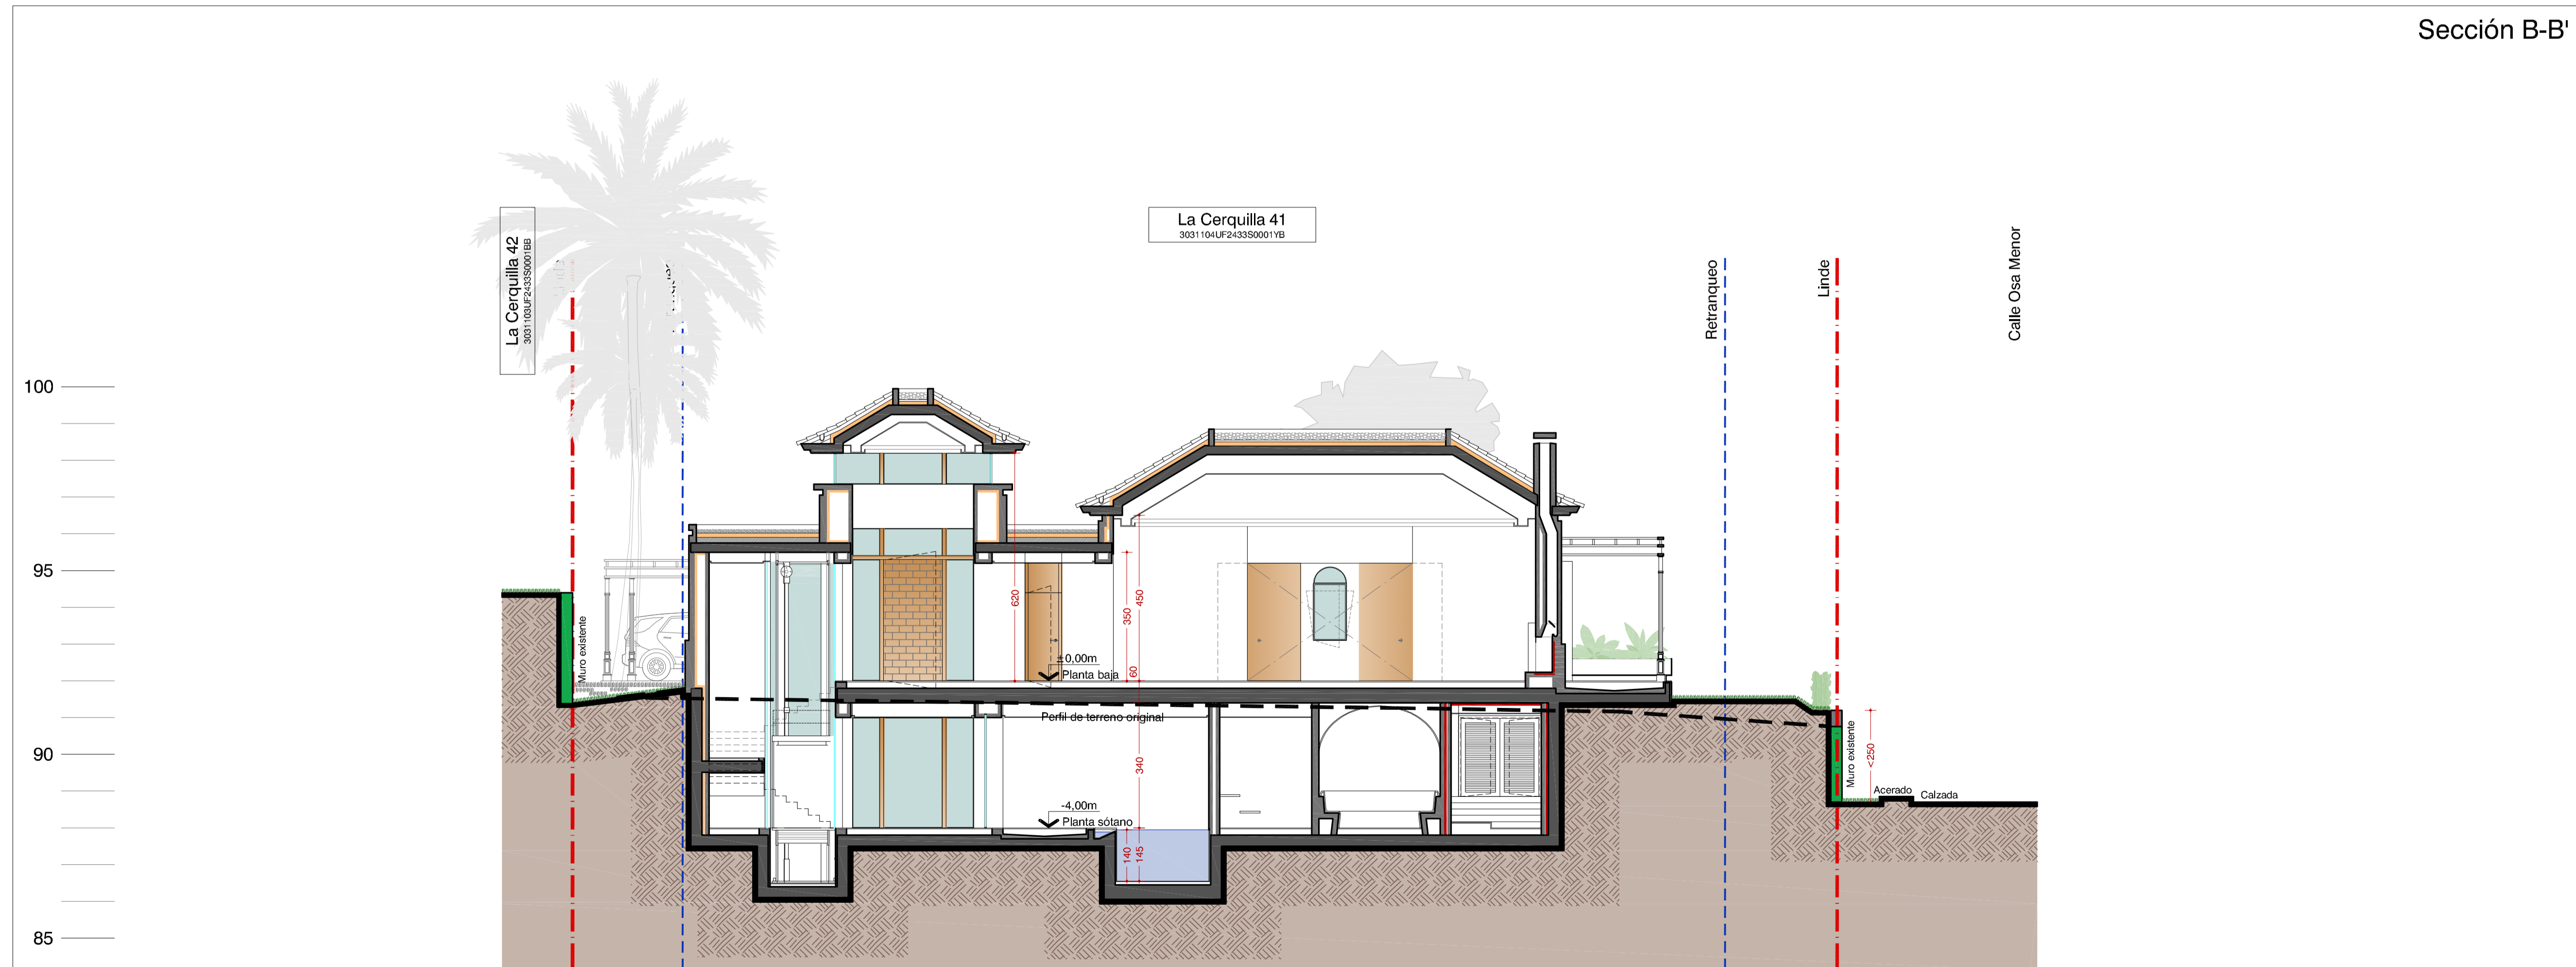 Sección B-B'
La Cerquilla 42
3031103UF2433S0001BB
La Cerquilla 41
3031104UF2433S0001YB
Retranqueo
Linde
Calle Osa Menor
100
95
90
85
Muro existente
620
350
450
60
±0,00m
Planta baja
Perfil de terreno original
340
-4,00m
Planta sótano
140
145
Muro existente
<250
Acerado
Calzada